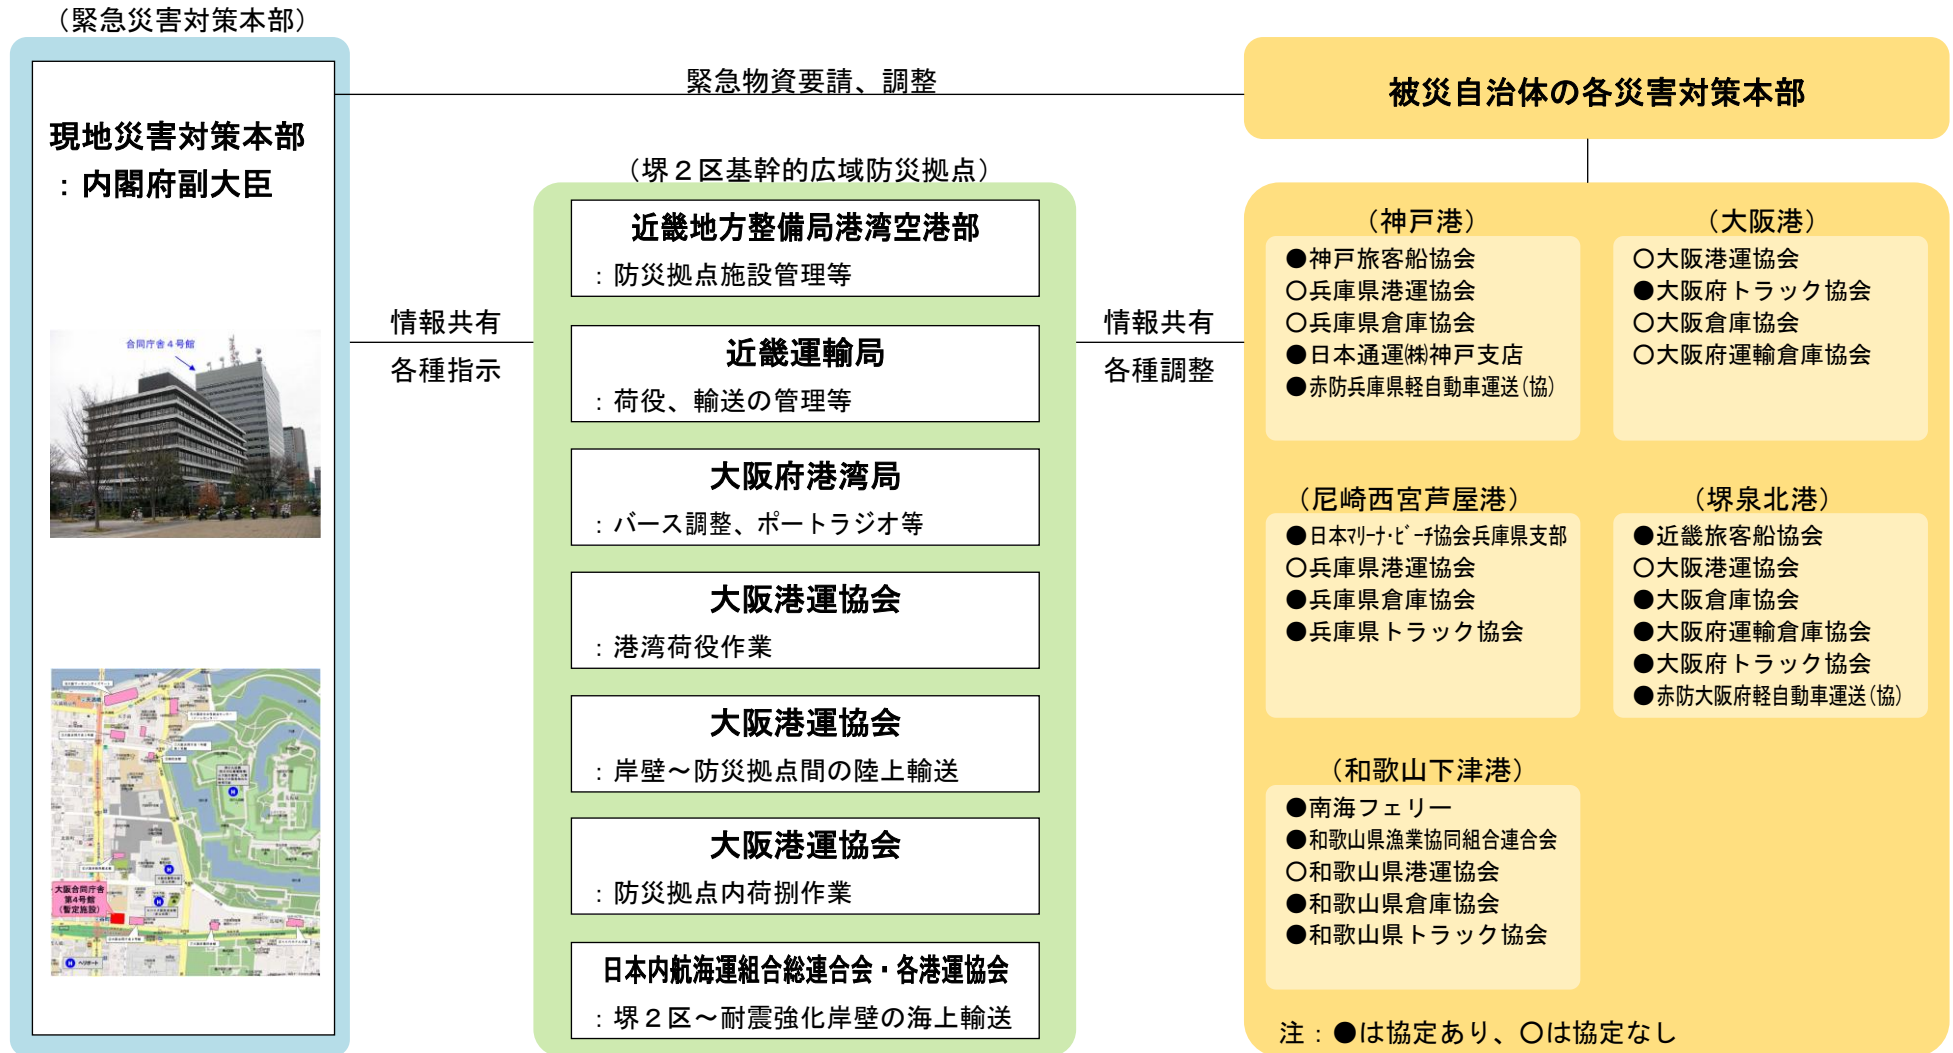 （緊急災害対策本部）
現地災害対策本部
：内閣府副大臣
合同庁舎４号館
大阪合同庁舎
第4号館
（暫定施設）
ヘリポート
緊急物資要請、調整
情報共有
各種指示
（堺２区基幹的広域防災拠点）
近畿地方整備局港湾空港部
：防災拠点施設管理等
近畿運輸局
：荷役、輸送の管理等
大阪府港湾局
：バース調整、ポートラジオ等
大阪港運協会
：港湾荷役作業
大阪港運協会
：岸壁～防災拠点間の陸上輸送
大阪港運協会
：防災拠点内荷捌作業
日本内航海運組合総連合会・各港運協会
：堺２区～耐震強化岸壁の海上輸送
情報共有
各種調整
被災自治体の各災害対策本部
（神戸港）
●神戸旅客船協会
○兵庫県港運協会
○兵庫県倉庫協会
●日本通運㈱神戸支店
●赤防兵庫県軽自動車運送(協)
（大阪港）
○大阪港運協会
●大阪府トラック協会
○大阪倉庫協会
○大阪府運輸倉庫協会
（尼崎西宮芦屋港）
●日本ﾏﾘｰﾅ･ﾋﾞｰﾁ協会兵庫県支部
○兵庫県港運協会
●兵庫県倉庫協会
●兵庫県トラック協会
（堺泉北港）
●近畿旅客船協会
○大阪港運協会
●大阪倉庫協会
●大阪府運輸倉庫協会
●大阪府トラック協会
●赤防大阪府軽自動車運送(協)
（和歌山下津港）
●南海フェリー
●和歌山県漁業協同組合連合会
○和歌山県港運協会
●和歌山県倉庫協会
●和歌山県トラック協会
注：●は協定あり、○は協定なし